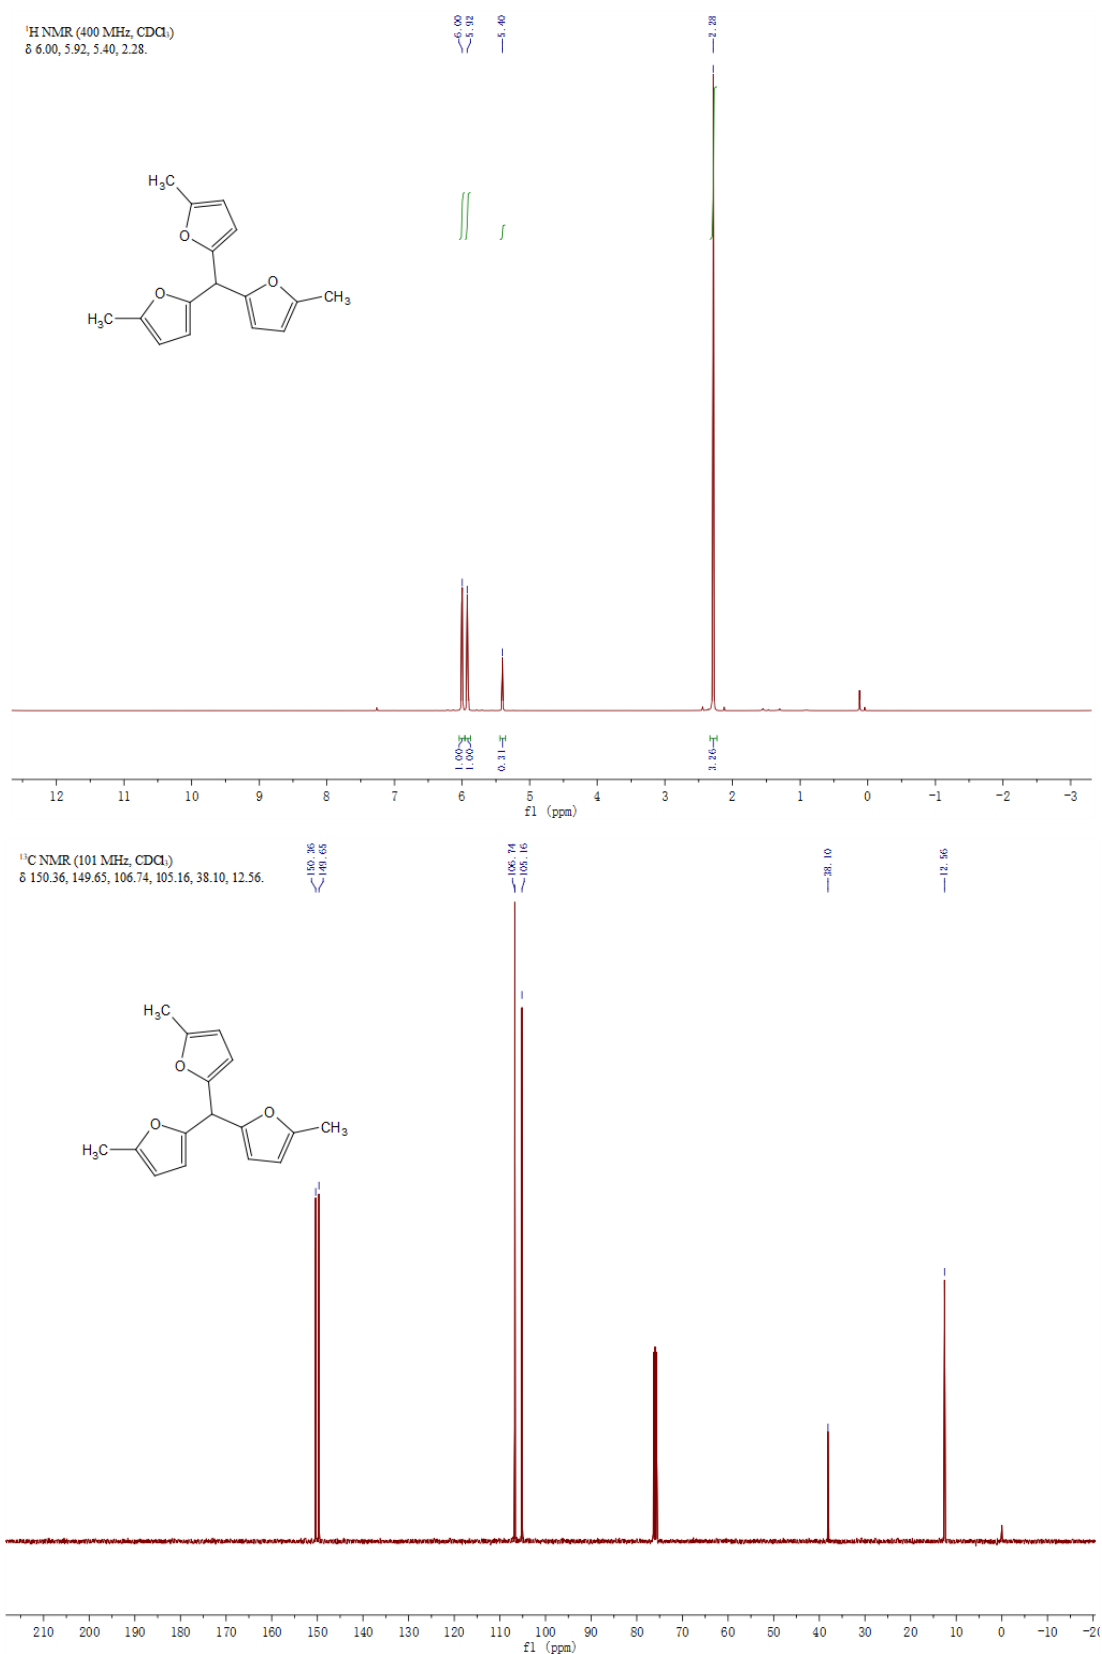 ¹H NMR (400 MHz, CDCl₃)
δ 6.00, 5.92, 5.40, 2.28.
6.00
5.92
5.40
2.28
H₃C
O
O
O
H₃C
CH₃
1.00
1.00
0.31
3.26
12 11 10 9 8 7 6 5 4 3 2 1 0 -1 -2 -3
f1 (ppm)
¹³C NMR (101 MHz, CDCl₃)
δ 150.36, 149.65, 106.74, 105.16, 38.10, 12.56.
150.36
149.65
106.74
105.16
38.10
12.56
H₃C
O
O
O
H₃C
CH₃
210 200 190 180 170 160 150 140 130 120 110 100 90 80 70 60 50 40 30 20 10 0 -10 -20
f1 (ppm)